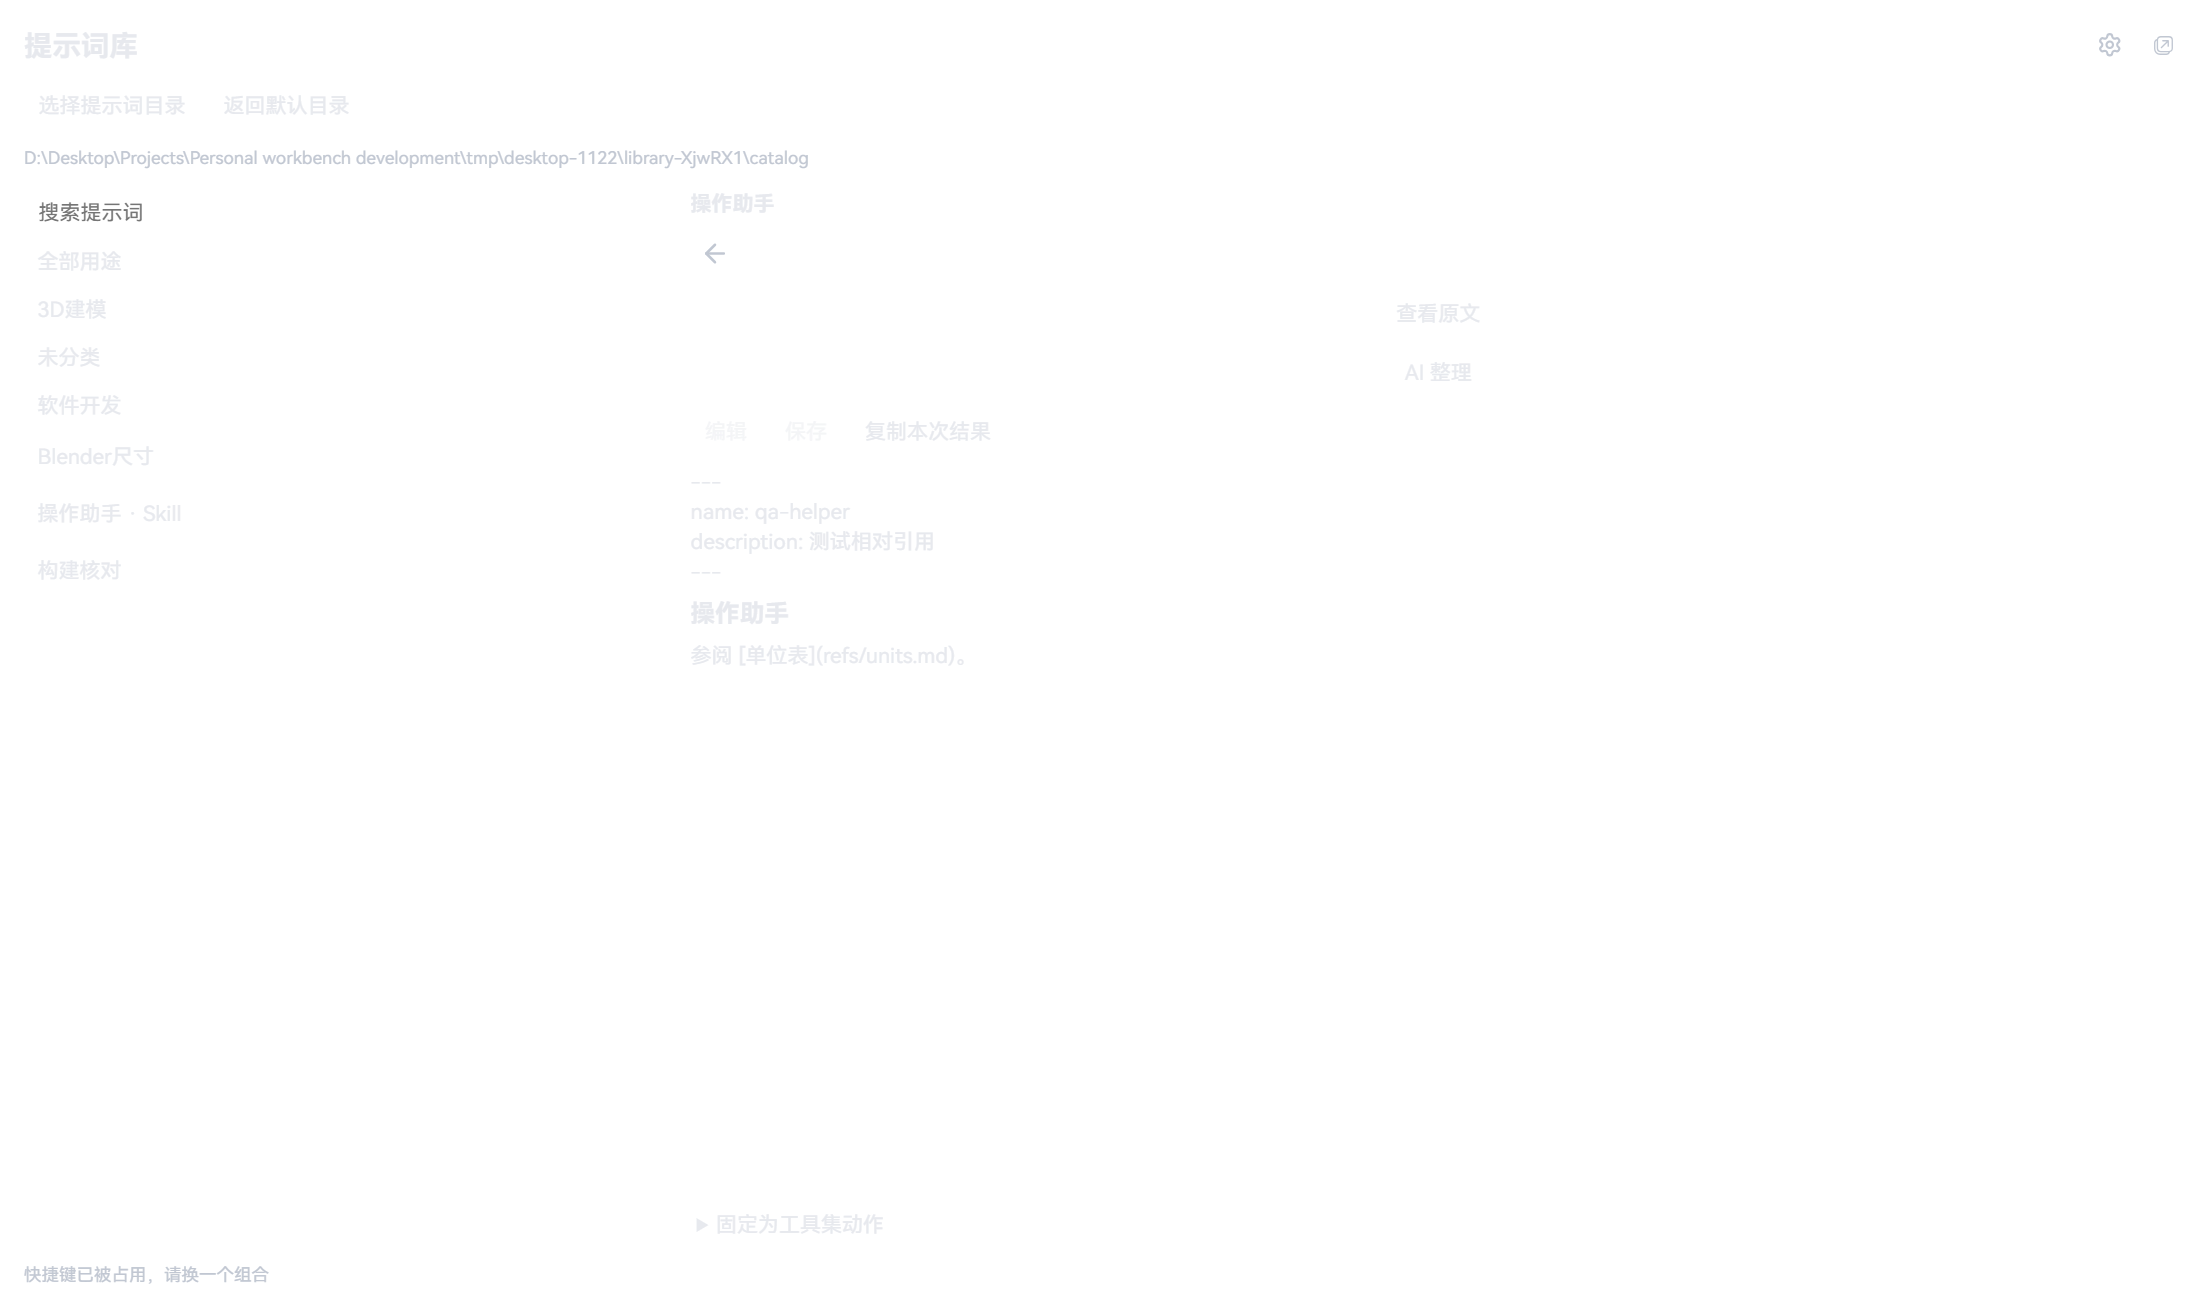 提示词库
选择提示词目录 返回默认目录
D:\Desktop\Projects\Personal workbench development\tmp\desktop-1122\library-XjwRX1\catalog
搜索提示词
全部用途
3D建模
未分类
软件开发
Blender尺寸
操作助手 · Skill
构建核对
操作助手
查看原文
AI 整理
编辑 保存 复制本次结果
---
name: qa-helper
description: 测试相对引用
---
操作助手
参阅 [单位表](refs/units.md)。
固定为工具集动作
快捷键已被占用，请换一个组合